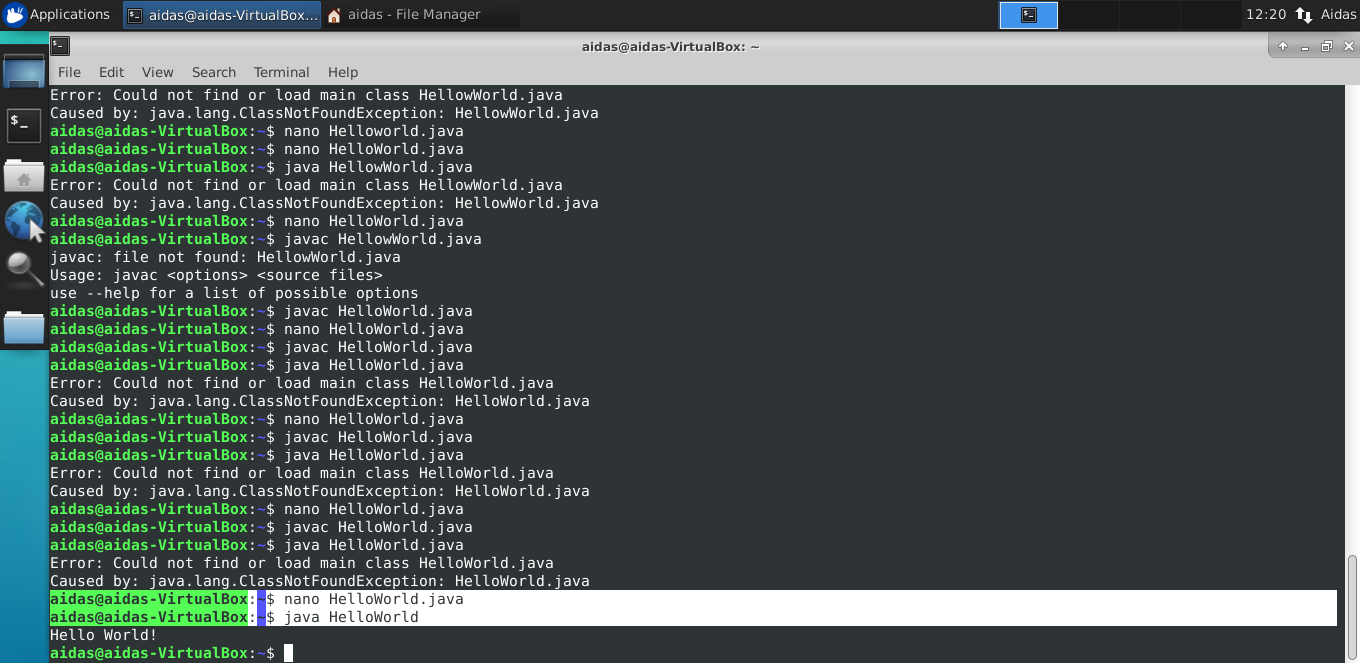 Applications aidas@aidas-VirtualBox... aidas - File Manager 12:20 Aidas
aidas@aidas-VirtualBox: ~
File Edit View Search Terminal Help
Error: Could not find or load main class HellowWorld.java
Caused by: java.lang.ClassNotFoundException: HellowWorld.java
aidas@aidas-VirtualBox:~$ nano Helloworld.java
aidas@aidas-VirtualBox:~$ nano HelloWorld.java
aidas@aidas-VirtualBox:~$ java HellowWorld.java
Error: Could not find or load main class HellowWorld.java
Caused by: java.lang.ClassNotFoundException: HellowWorld.java
aidas@aidas-VirtualBox:~$ nano HelloWorld.java
aidas@aidas-VirtualBox:~$ javac HellowWorld.java
javac: file not found: HellowWorld.java
Usage: javac <options> <source files>
use --help for a list of possible options
aidas@aidas-VirtualBox:~$ javac HelloWorld.java
aidas@aidas-VirtualBox:~$ nano HelloWorld.java
aidas@aidas-VirtualBox:~$ javac HelloWorld.java
aidas@aidas-VirtualBox:~$ java HelloWorld.java
Error: Could not find or load main class HelloWorld.java
Caused by: java.lang.ClassNotFoundException: HelloWorld.java
aidas@aidas-VirtualBox:~$ nano HelloWorld.java
aidas@aidas-VirtualBox:~$ javac HelloWorld.java
aidas@aidas-VirtualBox:~$ java HelloWorld.java
Error: Could not find or load main class HelloWorld.java
Caused by: java.lang.ClassNotFoundException: HelloWorld.java
aidas@aidas-VirtualBox:~$ nano HelloWorld.java
aidas@aidas-VirtualBox:~$ javac HelloWorld.java
aidas@aidas-VirtualBox:~$ java HelloWorld.java
Error: Could not find or load main class HelloWorld.java
Caused by: java.lang.ClassNotFoundException: HelloWorld.java
aidas@aidas-VirtualBox:~$ nano HelloWorld.java
aidas@aidas-VirtualBox:~$ java HelloWorld
Hello World!
aidas@aidas-VirtualBox:~$